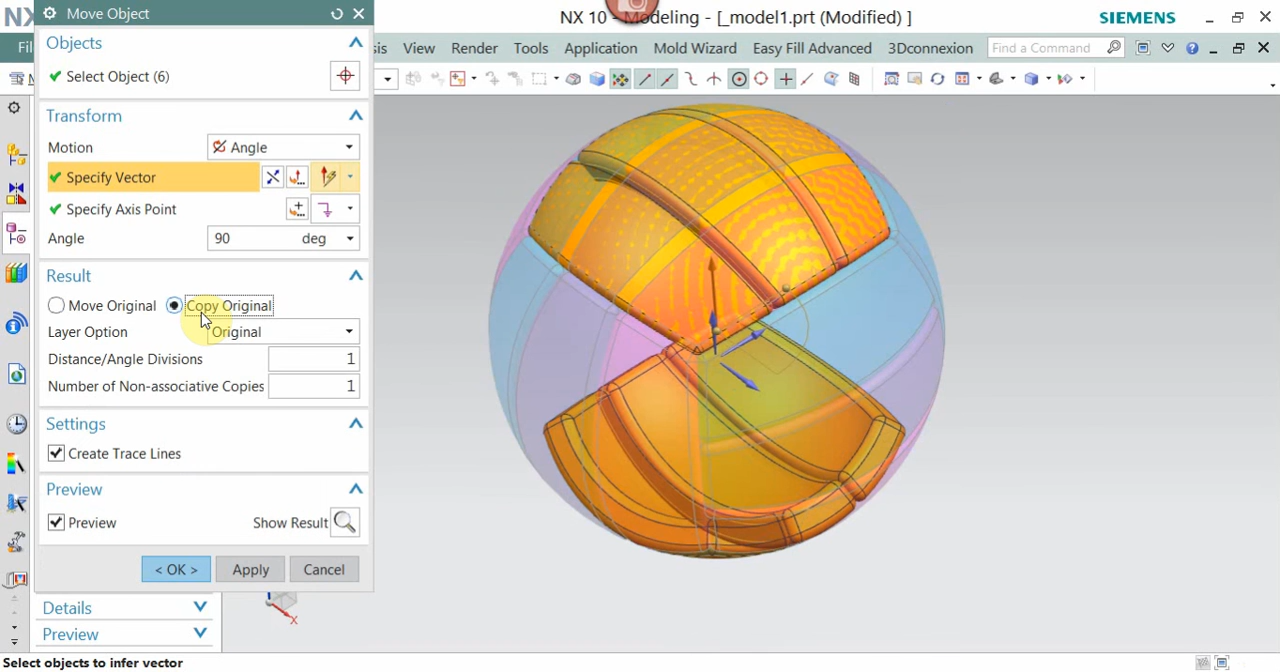 NX
Move Object
NX 10 - Modeling - [_model1.prt (Modified) ]
SIEMENS
Fil
sis View Render Tools Application Mold Wizard Easy Fill Advanced 3Dconnexion Find a Command
Objects
Select Object (6)
Transform
Motion Angle
Specify Vector
Specify Axis Point
Angle 90 deg
Result
Move Original Copy Original
Layer Option Original
Distance/Angle Divisions 1
Number of Non-associative Copies 1
Settings
Create Trace Lines
Preview
Preview Show Result
< OK > Apply Cancel
Details
Preview
X
Select objects to infer vector